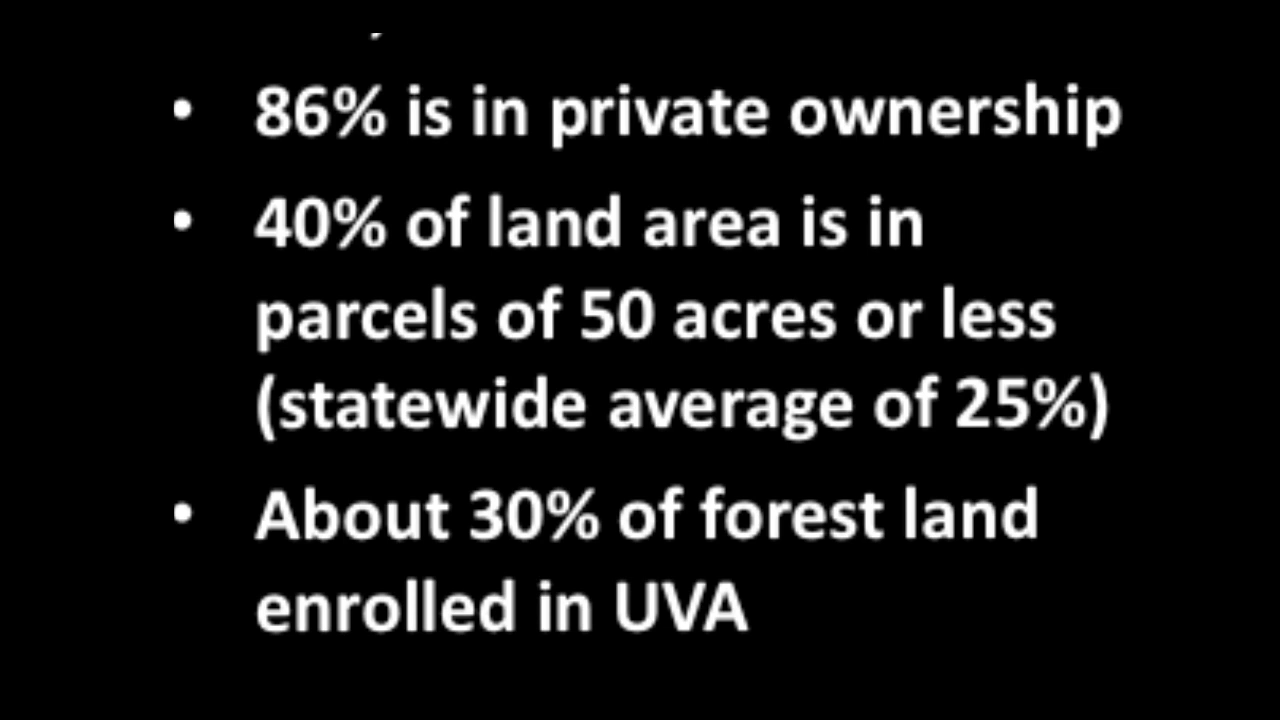 • 86% is in private ownership
• 40% of land area is in
parcels of 50 acres or less
(statewide average of 25%)
• About 30% of forest land
enrolled in UVA